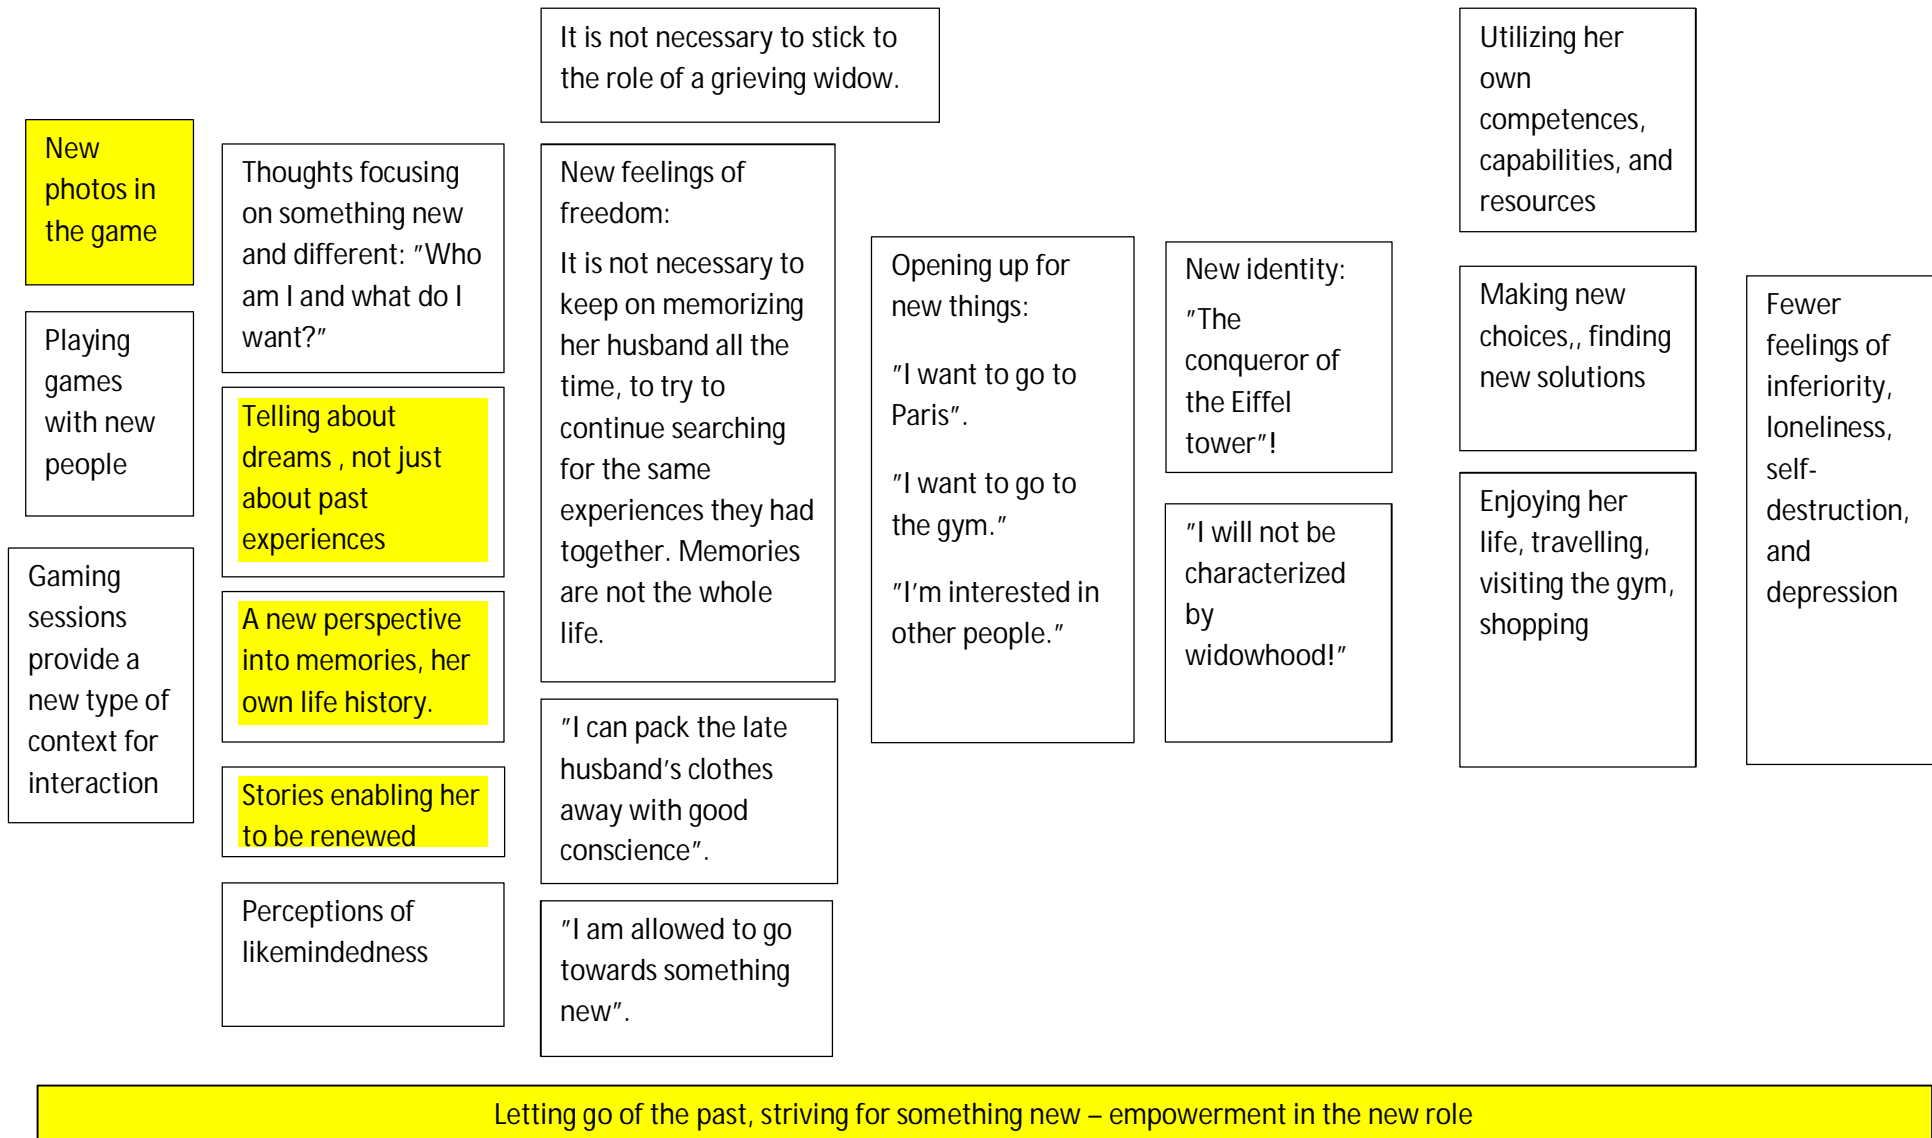 New
photos in
the game
Playing
games
with new
people
Gaming
sessions
provide a
new type of
context for
interaction
Thoughts focusing
on something new
and different: ”Who
am I and what do I
want?”
Telling about
dreams , not just
about past
experiences
A new perspective
into memories, her
own life history.
Stories enabling her
to be renewed
Perceptions of
likemindedness
It is not necessary to stick to
the role of a grieving widow.
New feelings of
freedom:
It is not necessary to
keep on memorizing
her husband all the
time, to try to
continue searching
for the same
experiences they had
together. Memories
are not the whole
life.
”I can pack the late
husband’s clothes
away with good
conscience”.
”I am allowed to go
towards something
new”.
Opening up for
new things:
”I want to go to
Paris”.
”I want to go to
the gym.”
”I’m interested in
other people.”
New identity:
”The
conqueror of
the Eiffel
tower”!
”I will not be
characterized
by
widowhood!”
Utilizing her
own
competences,
capabilities, and
resources
Making new
choices,, finding
new solutions
Enjoying her
life, travelling,
visiting the gym,
shopping
Fewer
feelings of
inferiority,
loneliness,
self-
destruction,
and
depression
Letting go of the past, striving for something new – empowerment in the new role